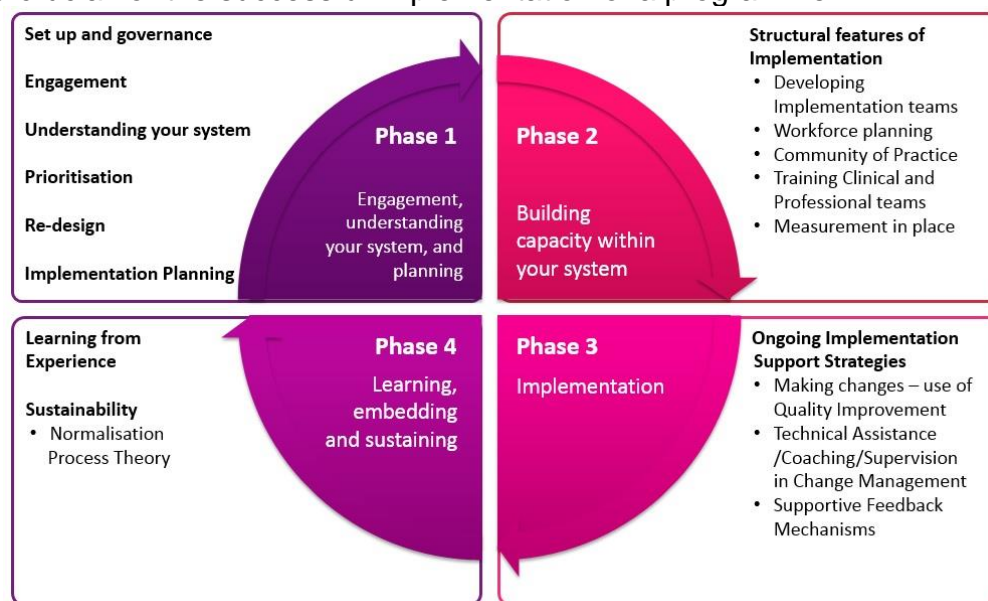 the successful implementation of a
Set up and governance
Engagement
Understanding your system
Prioritisation
Re-design
Implementation Planning
Phase 1
Engagement,
understanding
your system, and
planning
Phase 2
Building
capacity within
your system
Structural features of
Implementation
• Developing
Implementation teams
• Workforce planning
• Community of Practice
• Training Clinical and
Professional teams
• Measurement in place
Learning from
Experience
Sustainability
• Normalisation
Process Theory
Phase 4
Learning,
embedding
and sustaining
Phase 3
Implementation
Ongoing Implementation
Support Strategies
• Making changes – use of
Quality Improvement
• Technical Assistance
/Coaching/Supervision
in Change Management
• Supportive Feedback
Mechanisms